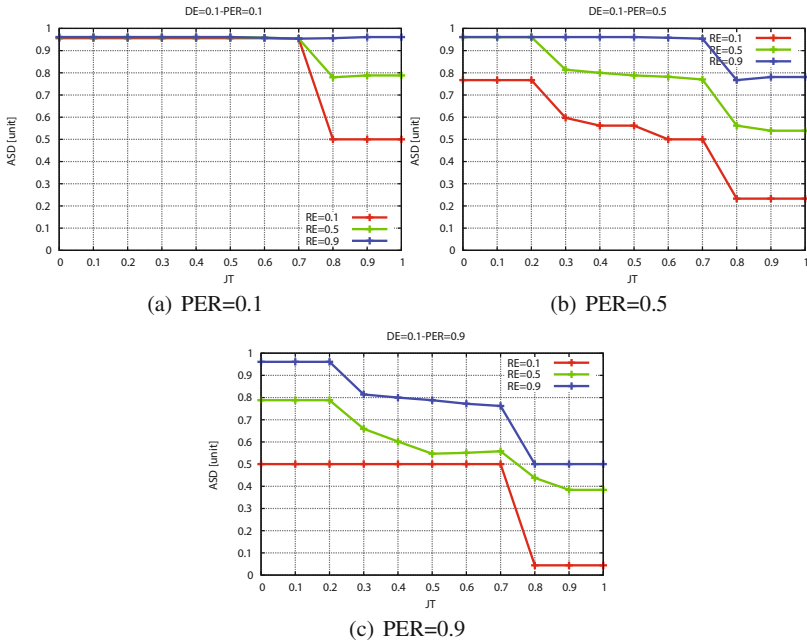 DE=0.1-PER=0.1
1
0.9
0.8
0.7
0.6
0.5
0.4
0.3
0.2
0.1
0
ASD [unit]
RE=0.1
RE=0.5
RE=0.9
0 0.1 0.2 0.3 0.4 0.5 0.6 0.7 0.8 0.9 1
JT
(a) PER=0.1
DE=0.1-PER=0.5
1
0.9
0.8
0.7
0.6
0.5
0.4
0.3
0.2
0.1
0
ASD [unit]
RE=0.1
RE=0.5
RE=0.9
0 0.1 0.2 0.3 0.4 0.5 0.6 0.7 0.8 0.9 1
JT
(b) PER=0.5
DE=0.1-PER=0.9
1
0.9
0.8
0.7
0.6
0.5
0.4
0.3
0.2
0.1
0
ASD [unit]
RE=0.1
RE=0.5
RE=0.9
0 0.1 0.2 0.3 0.4 0.5 0.6 0.7 0.8 0.9 1
JT
(c) PER=0.9